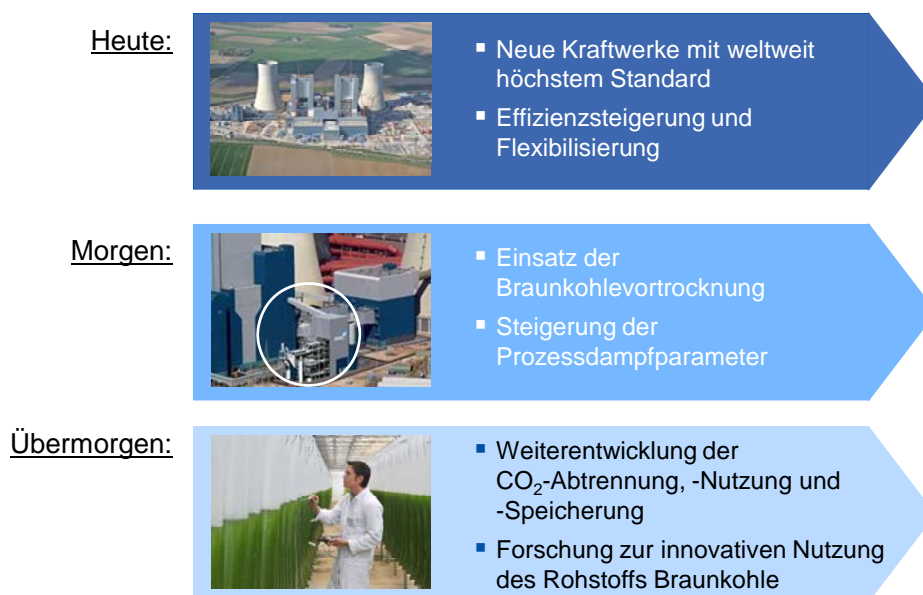 Heute:
Neue Kraftwerke mit weltweit
höchstem Standard
Effizienzsteigerung und
Flexibilisierung
Morgen:
Einsatz der
Braunkohlevortrocknung
Steigerung der
Prozessdampfparameter
Übermorgen:
Weiterentwicklung der
CO₂-Abtrennung, -Nutzung und
-Speicherung
Forschung zur innovativen Nutzung
des Rohstoffs Braunkohle